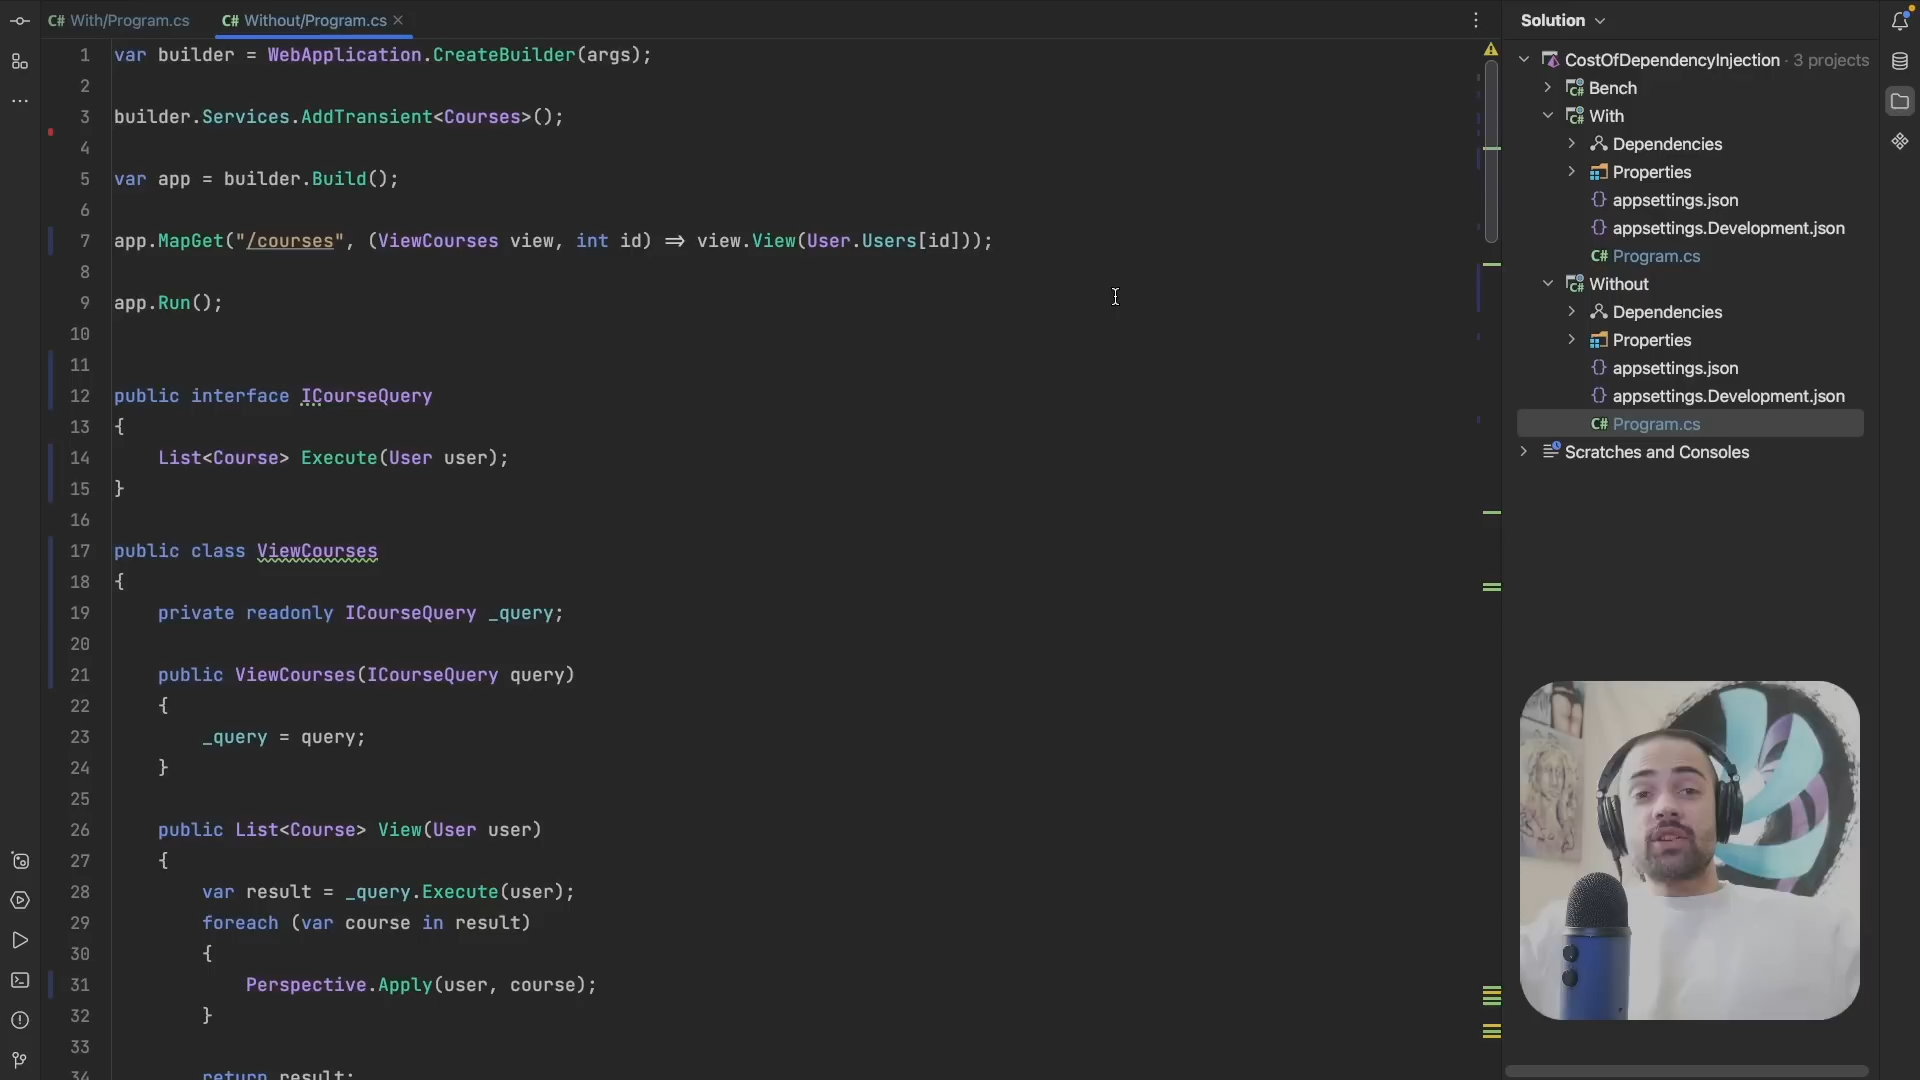 With/Program.cs
Without/Program.cs
1 var builder = WebApplication.CreateBuilder(args);
2
3 builder.Services.AddTransient<Courses>();
4
5 var app = builder.Build();
6
7 app.MapGet("/courses", (ViewCourses view, int id) => view.View(User.Users[id]));
8
9 app.Run();
10
11
12 public interface ICourseQuery
13 {
14 List<Course> Execute(User user);
15 }
16
17 public class ViewCourses
18 {
19 private readonly ICourseQuery _query;
20
21 public ViewCourses(ICourseQuery query)
22 {
23 _query = query;
24 }
25
26 public List<Course> View(User user)
27 {
28 var result = _query.Execute(user);
29 foreach (var course in result)
30 {
31 Perspective.Apply(user, course);
32 }
33
34 return result;
Solution
CostOfDependencyInjection · 3 projects
C# Bench
C# With
Dependencies
Properties
{} appsettings.json
{} appsettings.Development.json
C# Program.cs
C# Without
Dependencies
Properties
{} appsettings.json
{} appsettings.Development.json
C# Program.cs
Scratches and Consoles